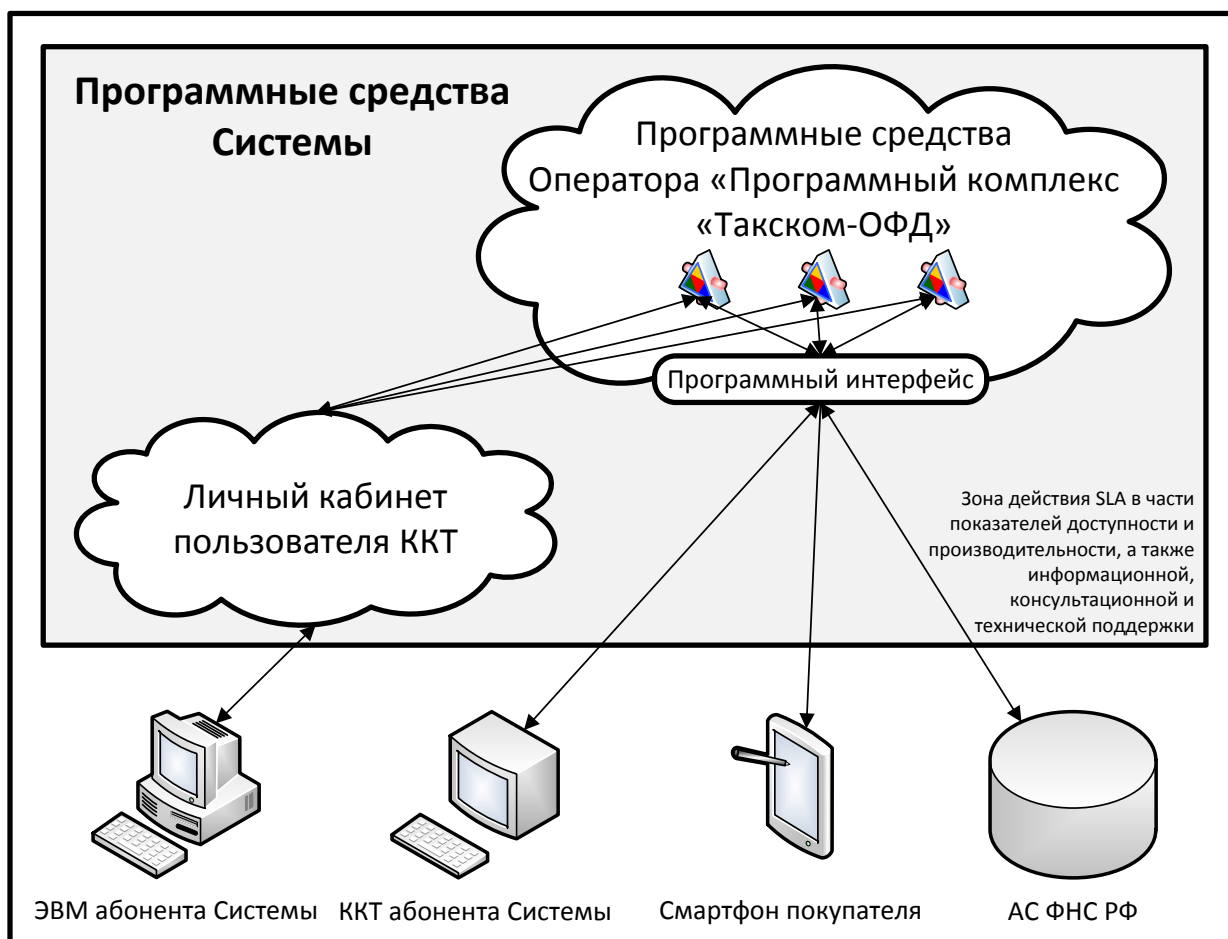 Программные средства
Системы
Программные средства
Оператора «Программный комплекс
«Такском-ОФД»
Программный интерфейс
Личный кабинет
пользователя ККТ
Зона действия SLA в части
показателей доступности и
производительности, а также
информационной,
консультационной и
технической поддержки
ЭВМ абонента Системы
ККТ абонента Системы
Смартфон покупателя
АС ФНС РФ